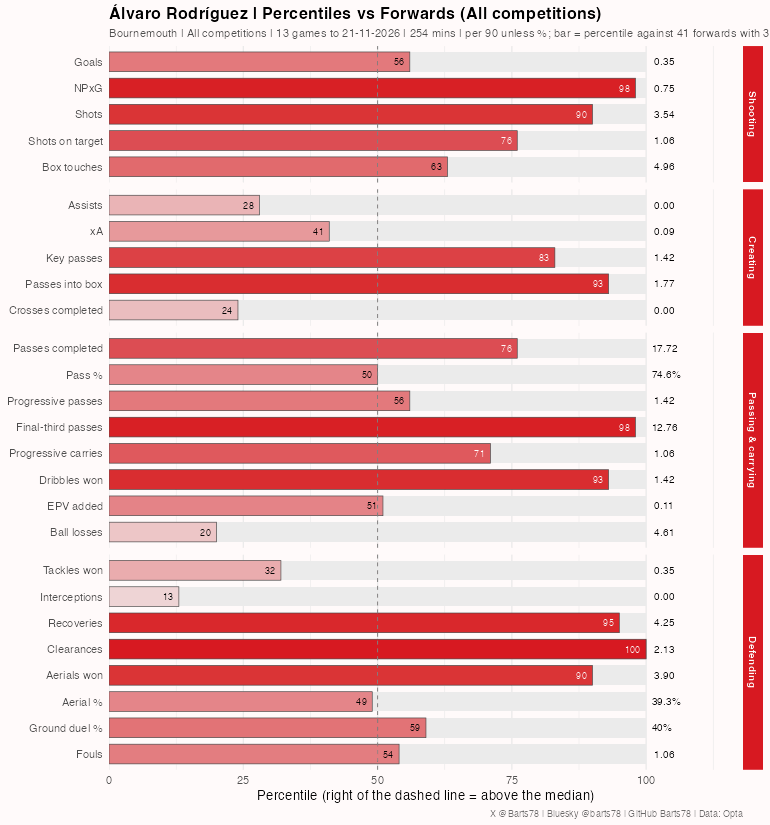 Álvaro Rodríguez | Percentiles vs Forwards (All competitions)
Bournemouth | All competitions | 13 games to 21-11-2026 | 254 mins | per 90 unless %; bar = percentile against 41 forwards with 3
Goals 56 0.35
NPxG 98 0.75
Shots 90 3.54
Shots on target 76 1.06
Box touches 63 4.96
Shooting
Assists 28 0.00
xA 41 0.09
Key passes 83 1.42
Passes into box 93 1.77
Crosses completed 24 0.00
Creating
Passes completed 76 17.72
Pass % 50 74.6%
Progressive passes 56 1.42
Final-third passes 98 12.76
Progressive carries 71 1.06
Dribbles won 93 1.42
EPV added 51 0.11
Ball losses 20 4.61
Passing & carrying
Tackles won 32 0.35
Interceptions 13 0.00
Recoveries 95 4.25
Clearances 100 2.13
Aerials won 90 3.90
Aerial % 49 39.3%
Ground duel % 59 40%
Fouls 54 1.06
Defending
0 25 50 75 100
Percentile (right of the dashed line = above the median)
X @Barts78 | Bluesky @barts78 | GitHub Barts78 | Data: Opta